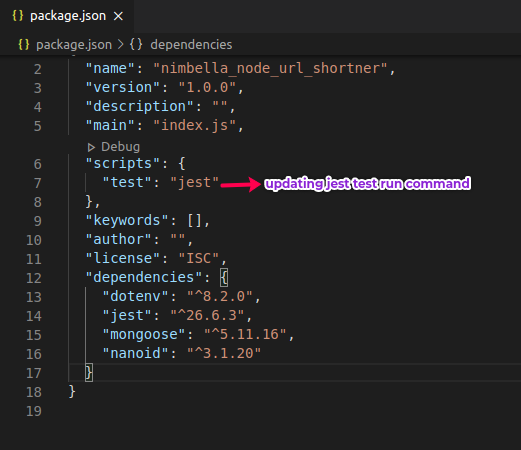 {} package.json ×
{} package.json > {} dependencies
2 "name": "nimbella_node_url_shortner",
3 "version": "1.0.0",
4 "description": "",
5 "main": "index.js",
▷ Debug
6 "scripts": {
7 "test": "jest" updating jest test run command
8 },
9 "keywords": [],
10 "author": "",
11 "license": "ISC",
12 "dependencies": {
13 "dotenv": "^8.2.0",
14 "jest": "^26.6.3",
15 "mongoose": "^5.11.16",
16 "nanoid": "^3.1.20"
17 }
18 }
19